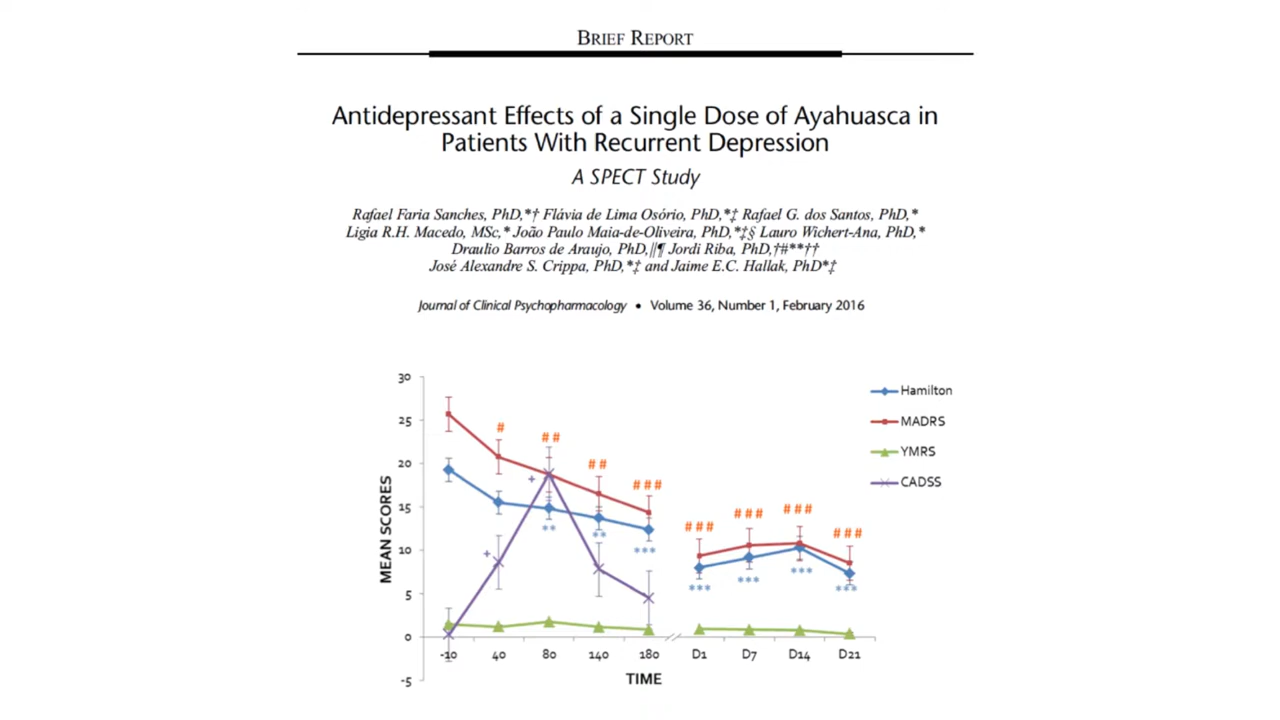 BRIEF REPORT
Antidepressant Effects of a Single Dose of Ayahuasca in
Patients With Recurrent Depression
A SPECT Study
Rafael Faria Sanches, PhD,*† Flávia de Lima Osório, PhD,*‡ Rafael G. dos Santos, PhD,*
Ligia R.H. Macedo, MSc,* João Paulo Maia-de-Oliveira, PhD,*‡§ Lauro Wichert-Ana, PhD,*
Draulio Barros de Araujo, PhD,||¶ Jordi Riba, PhD,†#**††
José Alexandre S. Crippa, PhD,*‡ and Jaime E.C. Hallak, PhD*‡
Journal of Clinical Psychopharmacology • Volume 36, Number 1, February 2016
30
25
20
15
10
5
0
-5
MEAN SCORES
#
##
##
###
###
###
###
###
+
+
**
**
***
***
***
***
***
-10 40 80 140 180 D1 D7 D14 D21
TIME
Hamilton
MADRS
YMRS
CADSS